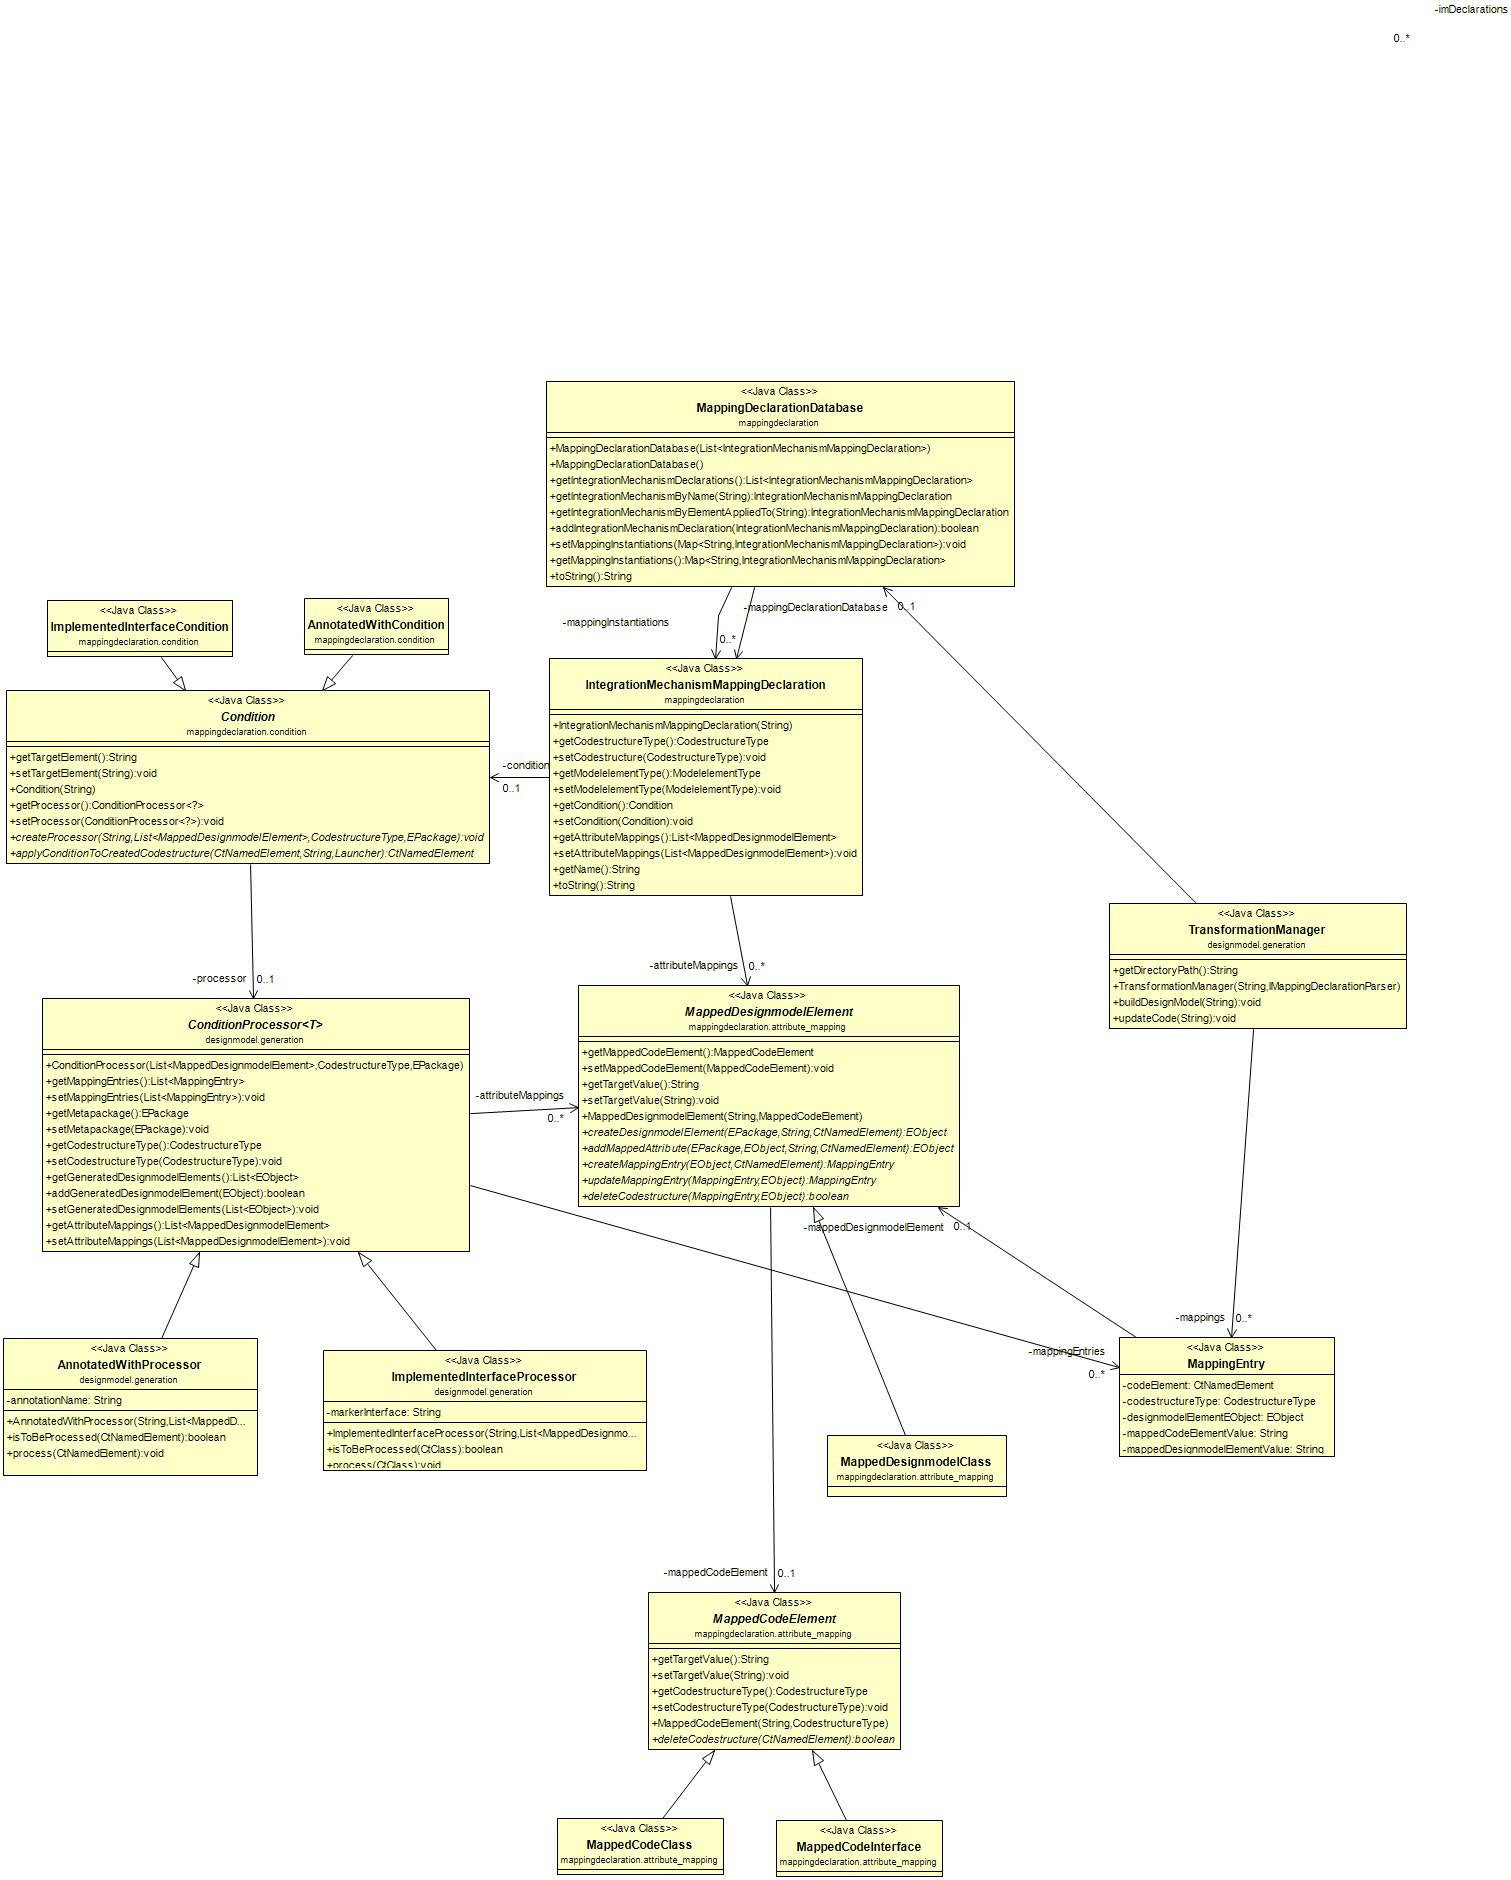 -imDeclarations
0..*
<<Java Class>>
MappingDeclarationDatabase
mappingdeclaration
+MappingDeclarationDatabase(List<IntegrationMechanismMappingDeclaration>)
+MappingDeclarationDatabase()
+getIntegrationMechanismDeclarations():List<IntegrationMechanismMappingDeclaration>
+getIntegrationMechanismByName(String):IntegrationMechanismMappingDeclaration
+getIntegrationMechanismByElementAppliedTo(String):IntegrationMechanismMappingDeclaration
+addIntegrationMechanismDeclaration(IntegrationMechanismMappingDeclaration):boolean
+setMappingInstantiations(Map<String,IntegrationMechanismMappingDeclaration>):void
+getMappingInstantiations():Map<String,IntegrationMechanismMappingDeclaration>
+toString():String
-mappingDeclarationDatabase 0..1
-mappingInstantiations
0..*
<<Java Class>>
ImplementedInterfaceCondition
mappingdeclaration.condition
<<Java Class>>
AnnotatedWithCondition
mappingdeclaration.condition
<<Java Class>>
Condition
mappingdeclaration.condition
+getTargetElement():String
+setTargetElement(String):void
+Condition(String)
+getProcessor():ConditionProcessor<?>
+setProcessor(ConditionProcessor<?>):void
+createProcessor(String,List<MappedDesignmodelElement>,CodestructureType,EPackage):void
+applyConditionToCreatedCodestructure(CtNamedElement,String,Launcher):CtNamedElement
-condition
0..1
<<Java Class>>
IntegrationMechanismMappingDeclaration
mappingdeclaration
+IntegrationMechanismMappingDeclaration(String)
+getCodestructureType():CodestructureType
+setCodestructure(CodestructureType):void
+getModelelementType():ModelelementType
+setModelelementType(ModelelementType):void
+getCondition():Condition
+setCondition(Condition):void
+getAttributeMappings():List<MappedDesignmodelElement>
+setAttributeMappings(List<MappedDesignmodelElement>):void
+getName():String
+toString():String
<<Java Class>>
TransformationManager
designmodel.generation
+getDirectoryPath():String
+TransformationManager(String,IMappingDeclarationParser)
+buildDesignModel(String):void
+updateCode(String):void
-processor 0..1
-attributeMappings 0..*
<<Java Class>>
ConditionProcessor<T>
designmodel.generation
+ConditionProcessor(List<MappedDesignmodelElement>,CodestructureType,EPackage)
+getMappingEntries():List<MappingEntry>
+setMappingEntries(List<MappingEntry>):void
+getMetapackage():EPackage
+setMetapackage(EPackage):void
+getCodestructureType():CodestructureType
+setCodestructureType(CodestructureType):void
+getGeneratedDesignmodelElements():List<EObject>
+addGeneratedDesignmodelElement(EObject):boolean
+setGeneratedDesignmodelElements(List<EObject>):void
+getAttributeMappings():List<MappedDesignmodelElement>
+setAttributeMappings(List<MappedDesignmodelElement>):void
-attributeMappings
0..*
<<Java Class>>
MappedDesignmodelElement
mappingdeclaration.attribute_mapping
+getMappedCodeElement():MappedCodeElement
+setMappedCodeElement(MappedCodeElement):void
+getTargetValue():String
+setTargetValue(String):void
+MappedDesignmodelElement(String,MappedCodeElement)
+createDesignmodelElement(EPackage,String,CtNamedElement):EObject
+addMappedAttribute(EPackage,EObject,String,CtNamedElement):EObject
+createMappingEntry(EObject,CtNamedElement):MappingEntry
+updateMappingEntry(MappingEntry,EObject):MappingEntry
+deleteCodestructure(MappingEntry,EObject):boolean
-mappedDesignmodelElement 0..1
-mappings 0..*
-mappingEntries
0..*
<<Java Class>>
AnnotatedWithProcessor
designmodel.generation
-annotationName: String
+AnnotatedWithProcessor(String,List<MappedD...
+isToBeProcessed(CtNamedElement):boolean
+process(CtNamedElement):void
<<Java Class>>
ImplementedInterfaceProcessor
designmodel.generation
-markerInterface: String
+ImplementedInterfaceProcessor(String,List<MappedDesignmo...
+isToBeProcessed(CtClass):boolean
+process(CtClass):void
<<Java Class>>
MappingEntry
-codeElement: CtNamedElement
-codestructureType: CodestructureType
-designmodelElementEObject: EObject
-mappedCodeElementValue: String
-mappedDesignmodelElementValue: String
<<Java Class>>
MappedDesignmodelClass
mappingdeclaration.attribute_mapping
-mappedCodeElement 0..1
<<Java Class>>
MappedCodeElement
mappingdeclaration.attribute_mapping
+getTargetValue():String
+setTargetValue(String):void
+getCodestructureType():CodestructureType
+setCodestructureType(CodestructureType):void
+MappedCodeElement(String,CodestructureType)
+deleteCodestructure(CtNamedElement):boolean
<<Java Class>>
MappedCodeClass
mappingdeclaration.attribute_mapping
<<Java Class>>
MappedCodeInterface
mappingdeclaration.attribute_mapping